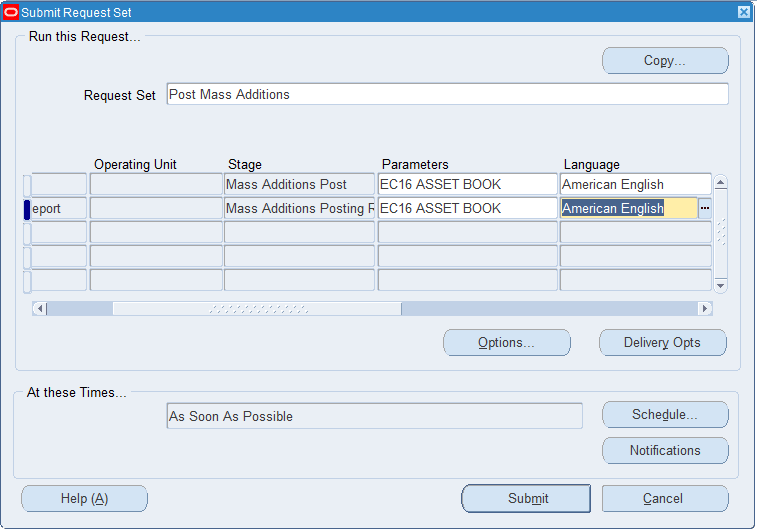 Submit Request Set
Run this Request...
Copy...
Request Set Post Mass Additions
Operating Unit Stage Parameters Language
Mass Additions Post EC16 ASSET BOOK American English
eport Mass Additions Posting R EC16 ASSET BOOK American English ...
Options... Delivery Opts
At these Times...
As Soon As Possible Schedule...
Notifications
Help (A) Submit Cancel